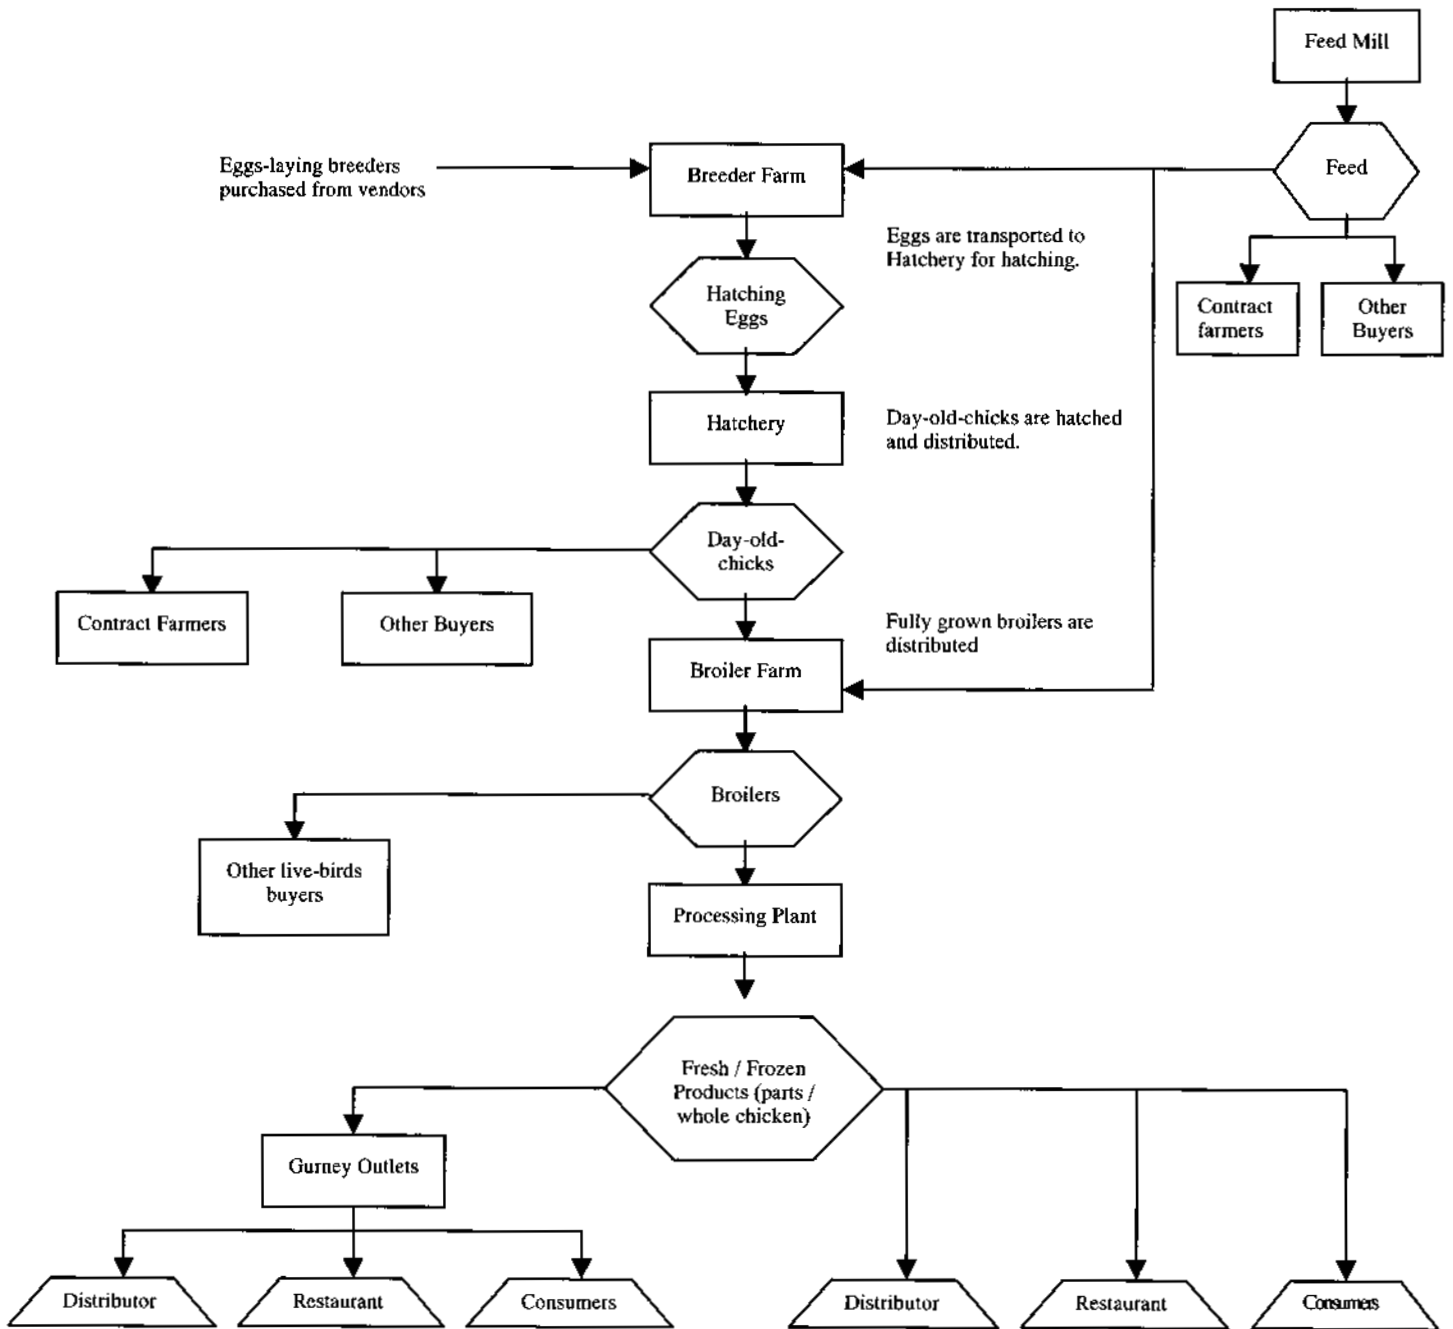 Feed Mill
Eggs-laying breeders
purchased from vendors
Breeder Farm
Feed
Eggs are transported to
Hatchery for hatching.
Hatching
Eggs
Contract
farmers
Other
Buyers
Hatchery
Day-old-chicks are hatched
and distributed.
Day-old-
chicks
Contract Farmers
Other Buyers
Fully grown broilers are
distributed
Broiler Farm
Broilers
Other live-birds
buyers
Processing Plant
Fresh / Frozen
Products (parts /
whole chicken)
Gurney Outlets
Distributor
Restaurant
Consumers
Distributor
Restaurant
Consumers